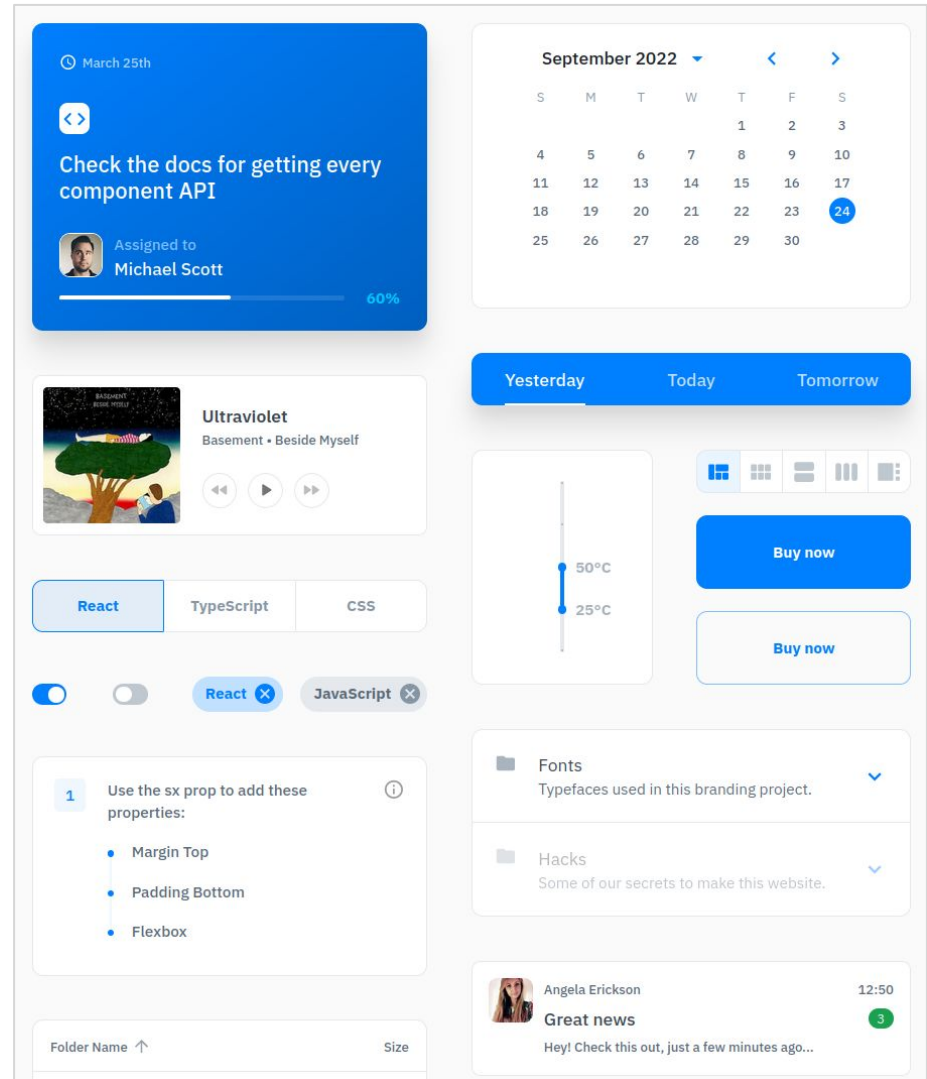 March 25th
Check the docs for getting every
component API
Assigned to
Michael Scott
60%
BASEMENT
BESIDE MYSELF
Ultraviolet
Basement • Beside Myself
React TypeScript CSS
React JavaScript
1
Use the sx prop to add these
properties:
Margin Top
Padding Bottom
Flexbox
Folder Name Size
September 2022
S M T W T F S
1 2 3
4 5 6 7 8 9 10
11 12 13 14 15 16 17
18 19 20 21 22 23 24
25 26 27 28 29 30
Yesterday Today Tomorrow
50°C
25°C
Buy now
Buy now
Fonts
Typefaces used in this branding project.
Hacks
Some of our secrets to make this website.
Angela Erickson 12:50
Great news 3
Hey! Check this out, just a few minutes ago...